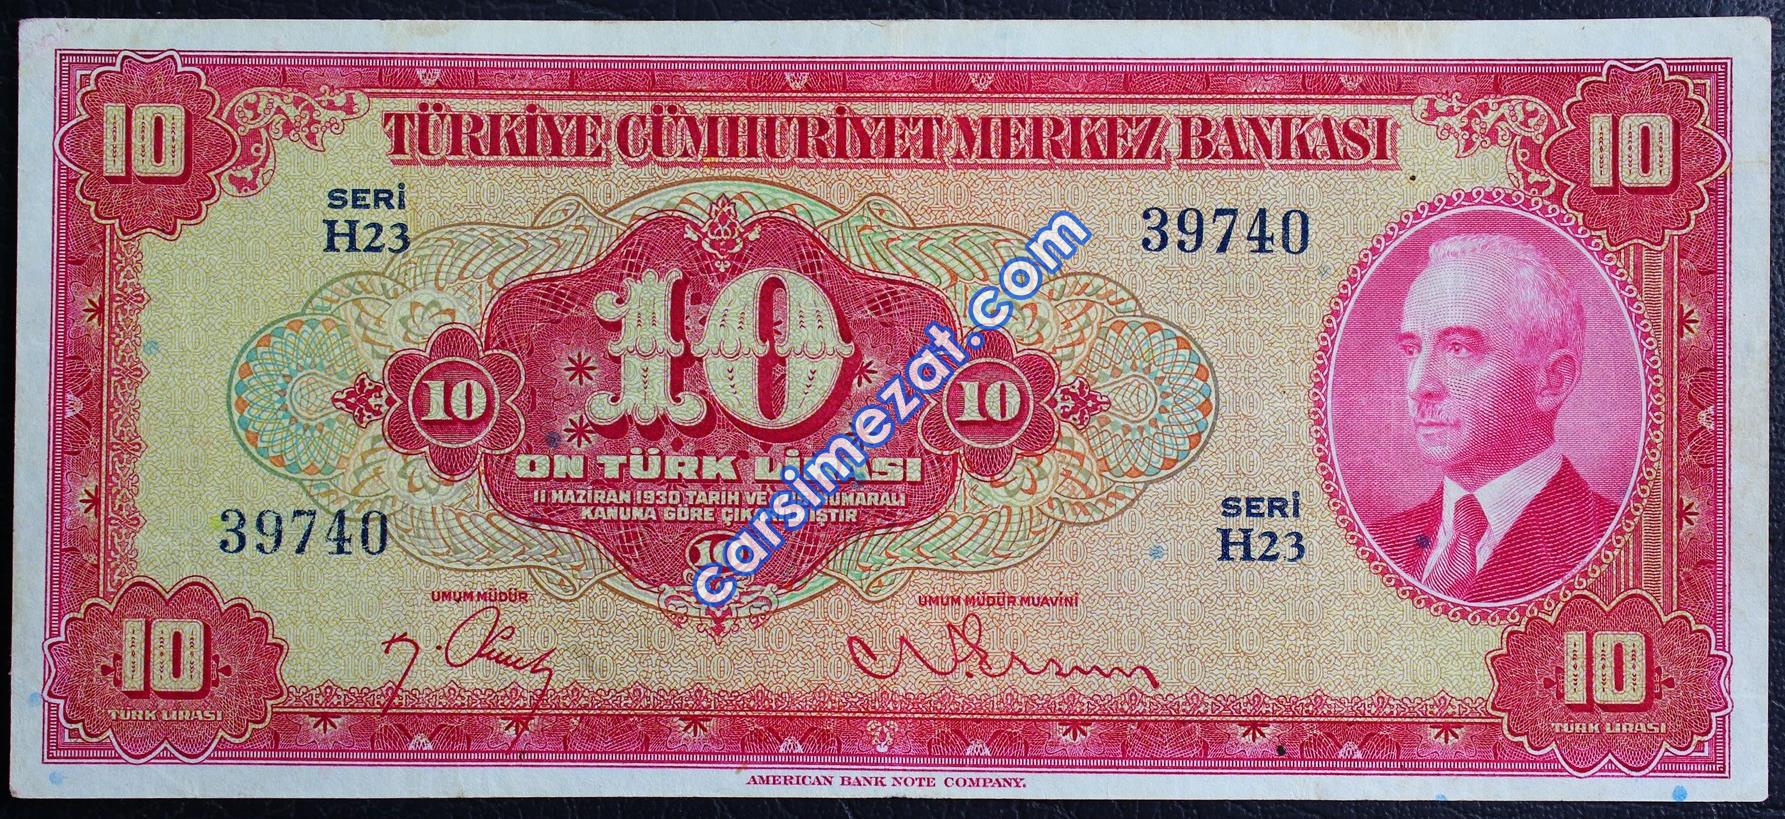 10
10
TÜRKİYE CÜMHURİYET MERKEZ BANKASI
SERİ
H23
39740
10
10
10
ON TÜRK LİRASI
11 HAZİRAN 1930 TARİH VE
KANUNA GÖRE
carsimezat.com
39740
SERİ
H23
UMUM MÜDÜR
UMUM MÜDÜR MUAVİNİ
10
TÜRK LİRASI
10
TÜRK LİRASI
AMERICAN BANK NOTE COMPANY.